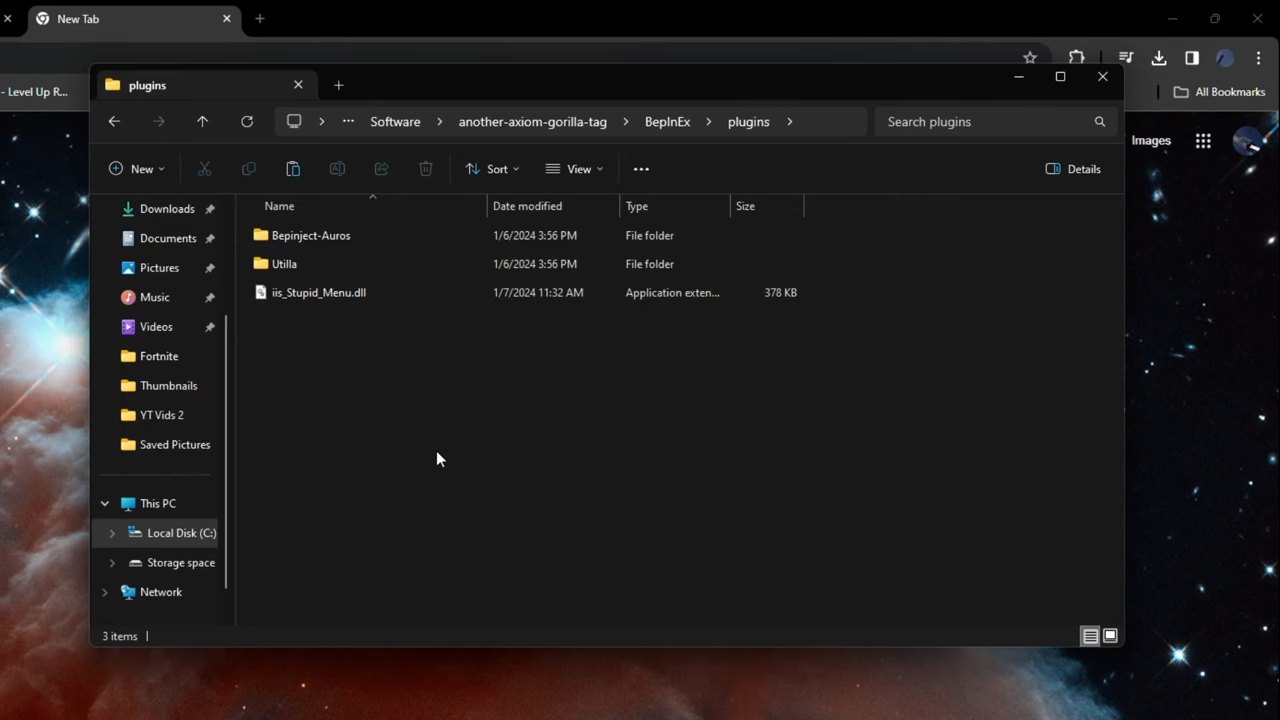 New Tab
- Level Up R...
All Bookmarks
plugins
Software another-axiom-gorilla-tag BepInEx plugins
Search plugins
Images
New
Sort
View
Details
Name Date modified Type Size
Downloads
Documents
Pictures
Music
Videos
Fortnite
Thumbnails
YT Vids 2
Saved Pictures
This PC
Local Disk (C:)
Storage space
Network
Bepinject-Auros 1/6/2024 3:56 PM File folder
Utilla 1/6/2024 3:56 PM File folder
iis_Stupid_Menu.dll 1/7/2024 11:32 AM Application exten... 378 KB
3 items